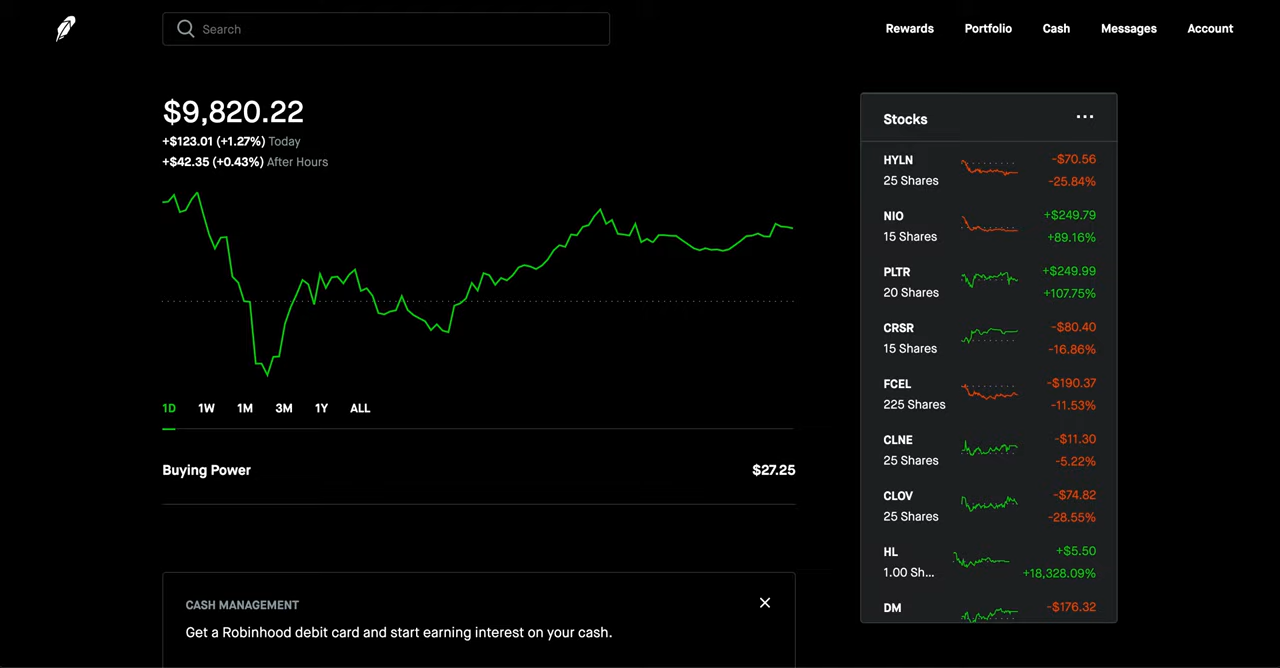 Search
Rewards
Portfolio
Cash
Messages
Account
$9,820.22
+$123.01 (+1.27%) Today
+$42.35 (+0.43%) After Hours
1D
1W
1M
3M
1Y
ALL
Buying Power
$27.25
CASH MANAGEMENT
Get a Robinhood debit card and start earning interest on your cash.
Stocks
HYLN
-$70.56
25 Shares
-25.84%
NIO
+$249.79
15 Shares
+89.16%
PLTR
+$249.99
20 Shares
+107.75%
CRSR
-$80.40
15 Shares
-16.86%
FCEL
-$190.37
225 Shares
-11.53%
CLNE
-$11.30
25 Shares
-5.22%
CLOV
-$74.82
25 Shares
-28.55%
HL
+$5.50
1.00 Sh...
+18,328.09%
DM
-$176.32